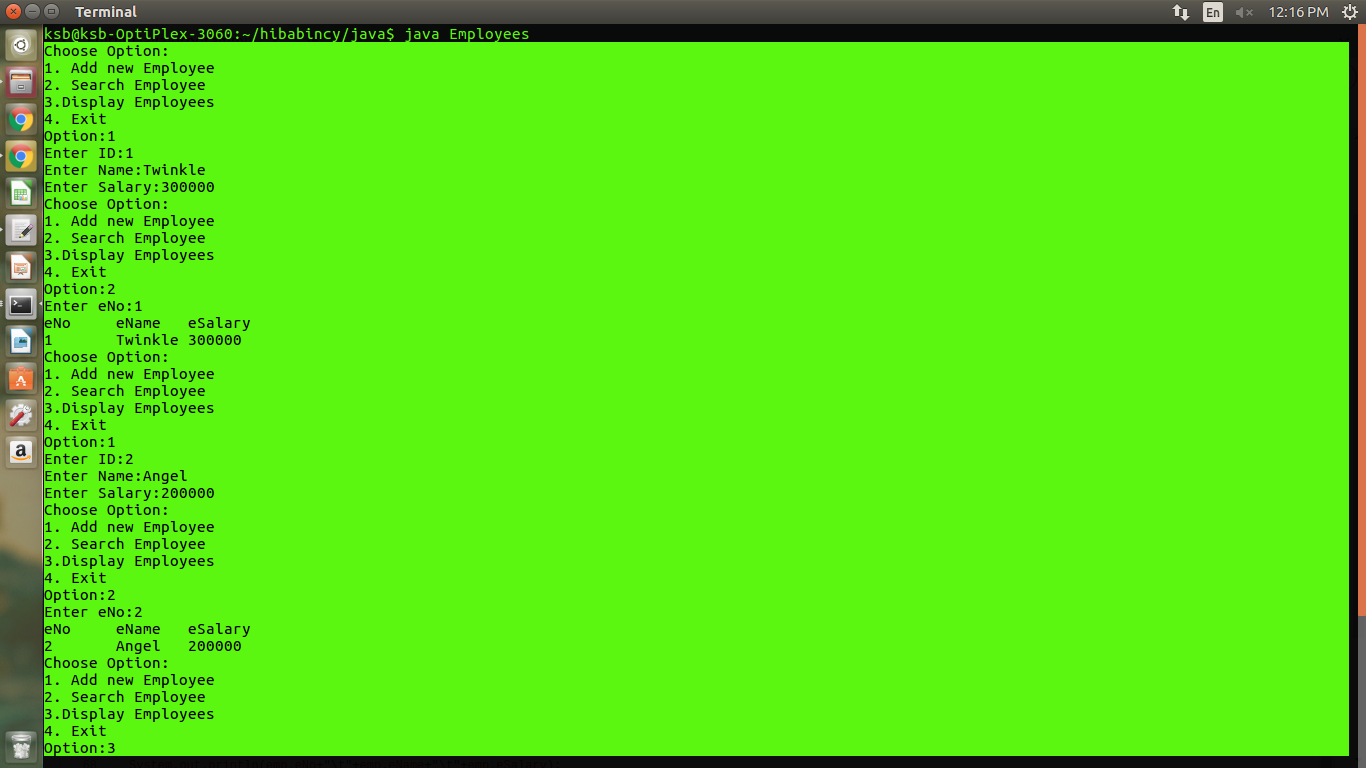 Terminal
En
12:16 PM
ksb@ksb-OptiPlex-3060:~/hibabincy/java$ java Employees
Choose Option:
1. Add new Employee
2. Search Employee
3.Display Employees
4. Exit
Option:1
Enter ID:1
Enter Name:Twinkle
Enter Salary:300000
Choose Option:
1. Add new Employee
2. Search Employee
3.Display Employees
4. Exit
Option:2
Enter eNo:1
eNo eName eSalary
1 Twinkle 300000
Choose Option:
1. Add new Employee
2. Search Employee
3.Display Employees
4. Exit
Option:1
Enter ID:2
Enter Name:Angel
Enter Salary:200000
Choose Option:
1. Add new Employee
2. Search Employee
3.Display Employees
4. Exit
Option:2
Enter eNo:2
eNo eName eSalary
2 Angel 200000
Choose Option:
1. Add new Employee
2. Search Employee
3.Display Employees
4. Exit
Option:3